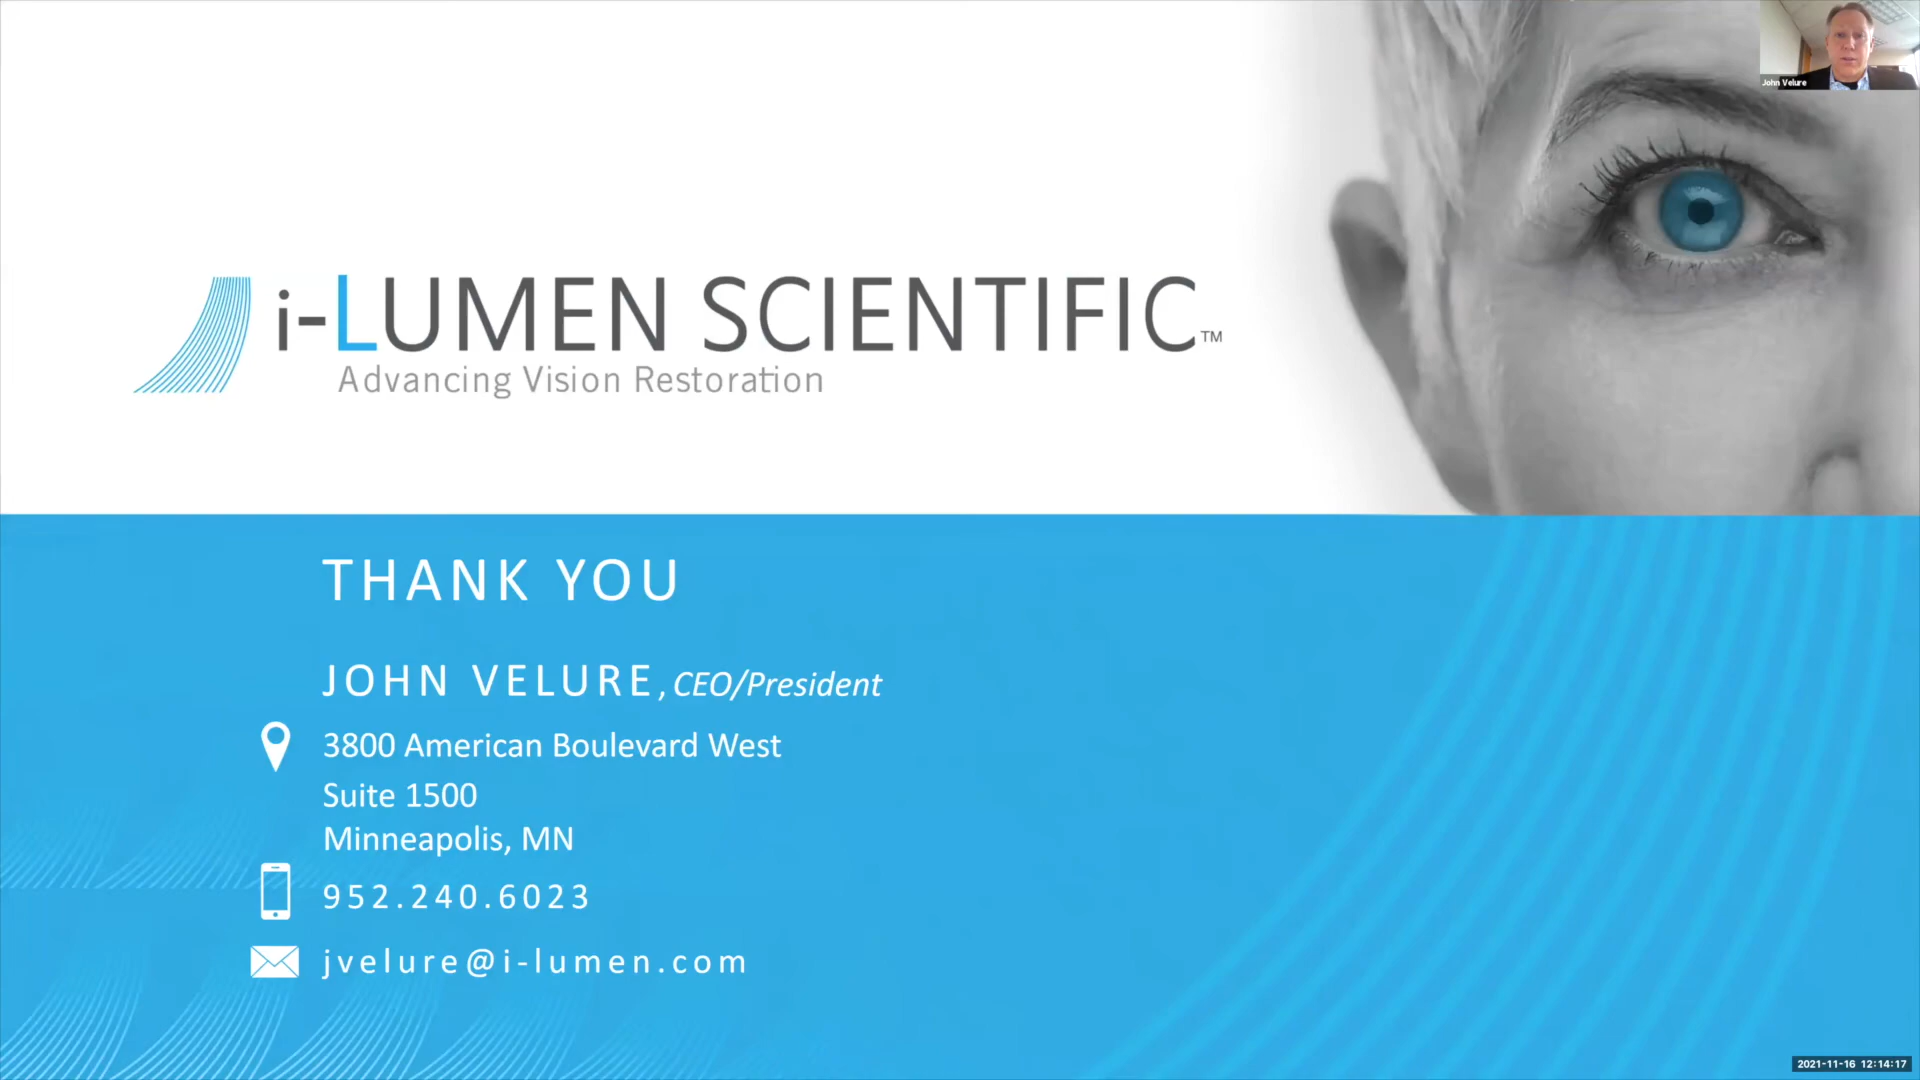 John Velure
i-LUMEN SCIENTIFIC™
Advancing Vision Restoration
THANK YOU
JOHN VELURE, CEO/President
3800 American Boulevard West
Suite 1500
Minneapolis, MN
952.240.6023
jvelure@i-lumen.com
2021-11-16 12:14:17